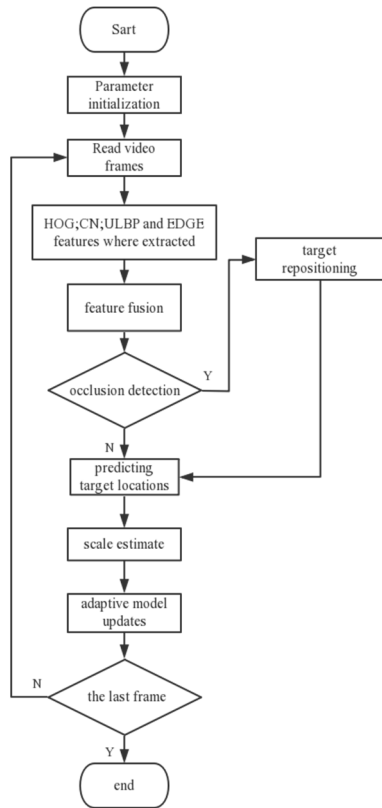 Sart
Parameter
initialization
Read video
frames
HOG;CN;ULBP and EDGE
features where extracted
target
repositioning
feature fusion
occlusion detection
Y
N
predicting
target locations
scale estimate
adaptive model
updates
N
the last frame
Y
end